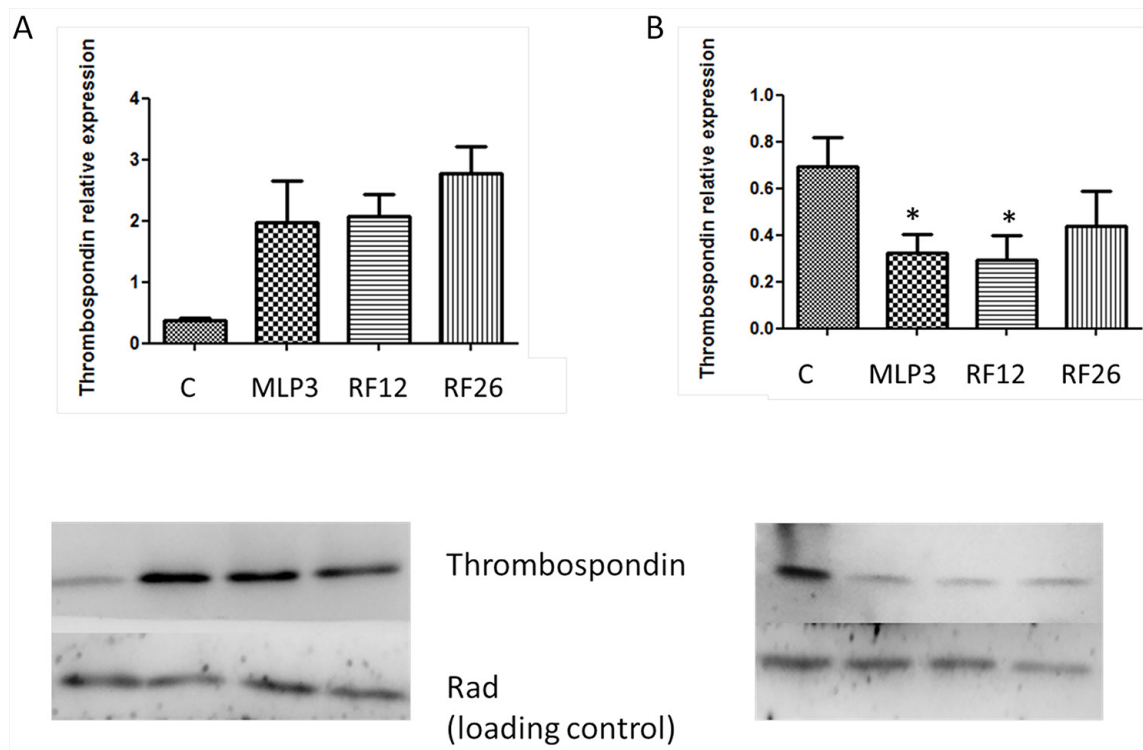 A
B
Thrombospondin relative expression
4
3
2
1
0
C MLP3 RF12 RF26
Thrombospondin relative expression
1.0
0.8
0.6
0.4
0.2
0.0
* *
C MLP3 RF12 RF26
Thrombospondin
Rad
(loading control)